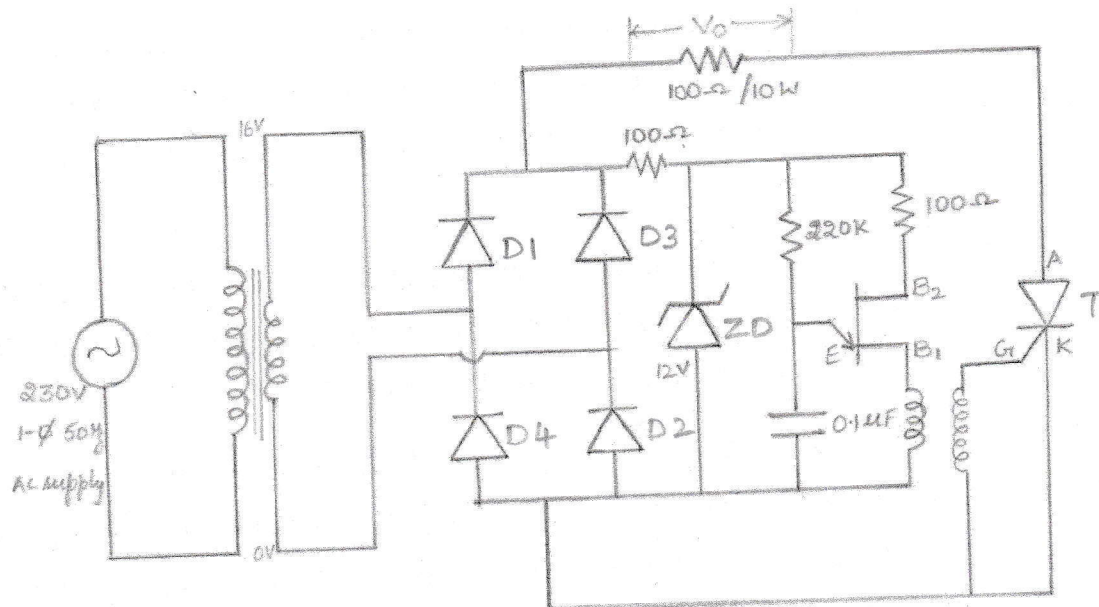 V₀
100Ω/10W
16V
100Ω
100Ω
D1
D3
220K
A
B₂
T
ZD
E
B₁
G
K
12V
230V
1-Ø 50Hz
AC supply
D4
D2
0.1µF
0V